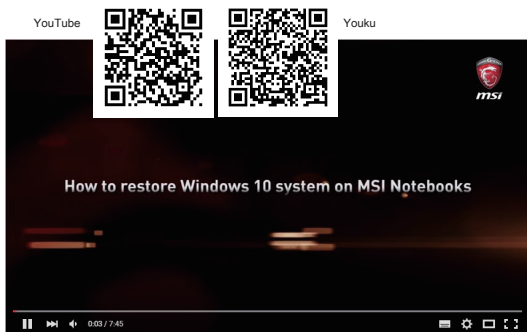 YouTube
Youku
msi
How to restore Windows 10 system on MSI Notebooks
0:03 / 7:45